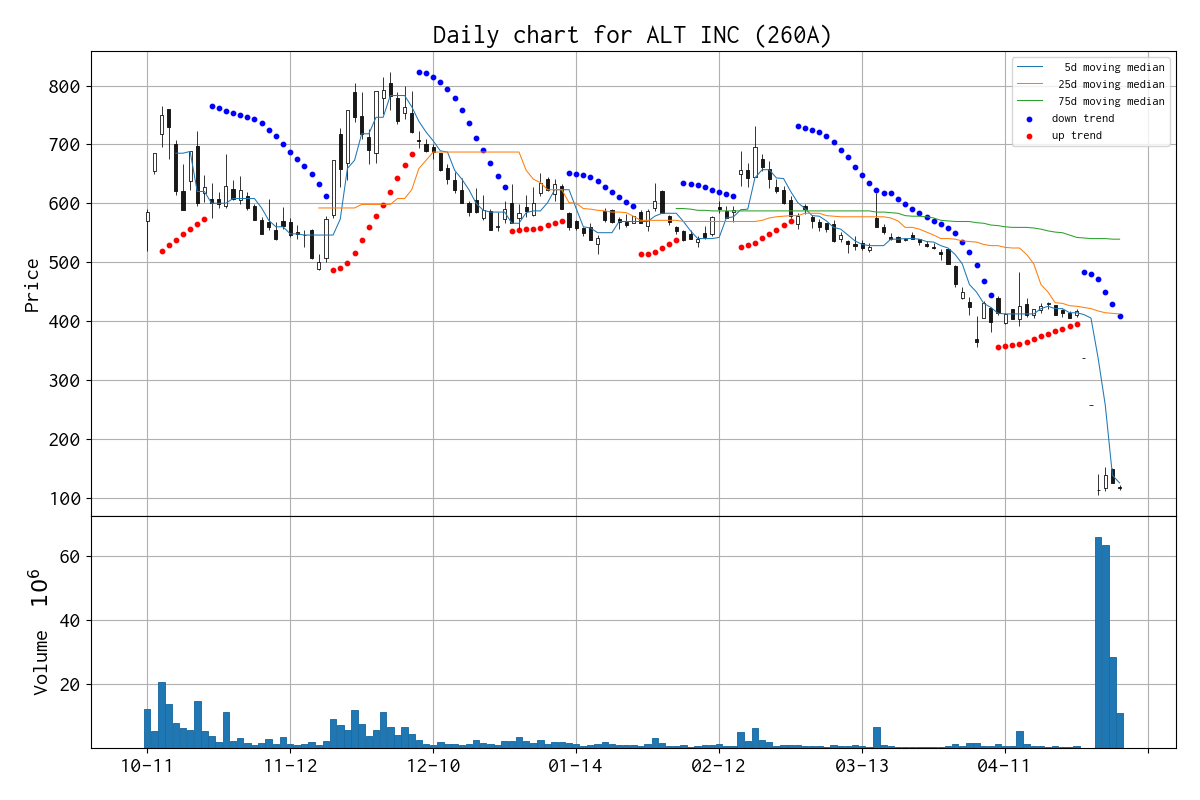 Daily chart for ALT INC (260A)
5d moving median
25d moving median
75d moving median
down trend
up trend
Price
800
700
600
500
400
300
200
100
Volume 10^6
60
40
20
10-11 11-12 12-10 01-14 02-12 03-13 04-11